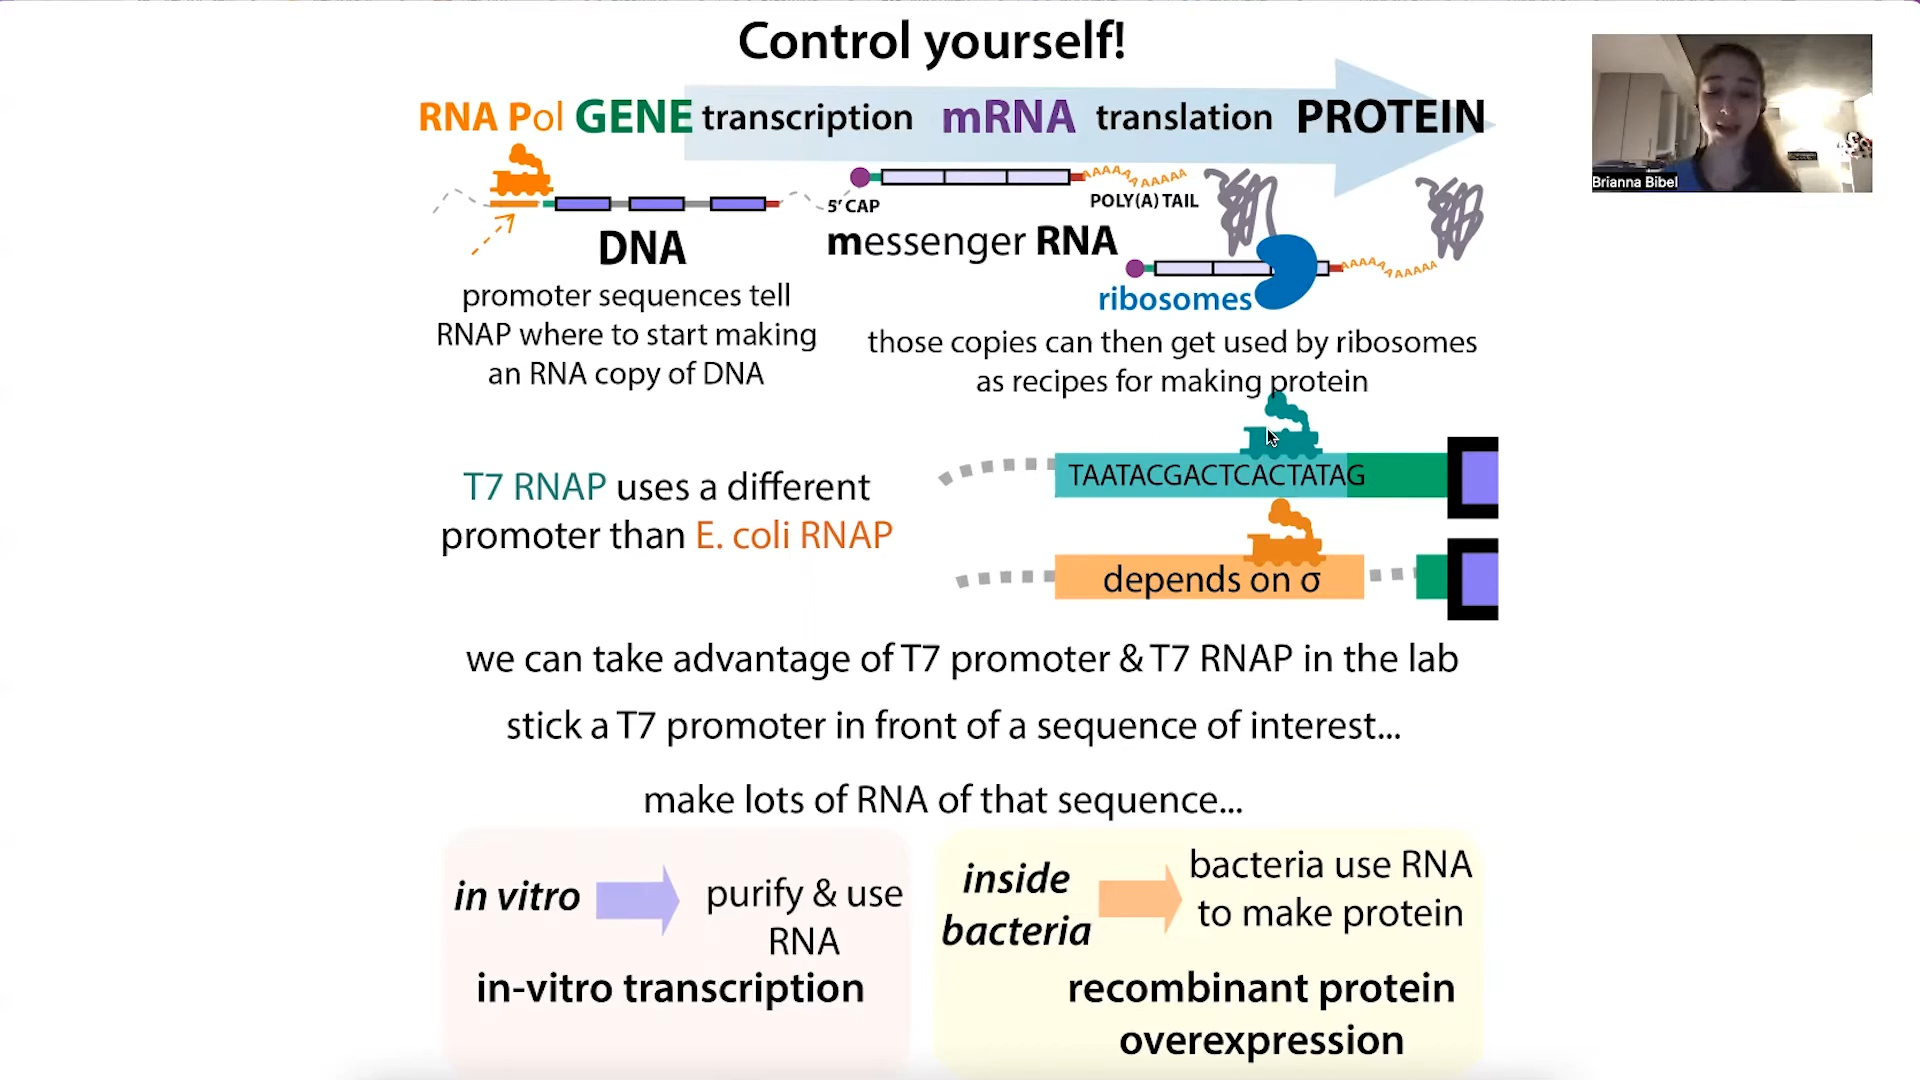 Control yourself!
RNA Pol GENE transcription mRNA translation PROTEIN
5' CAP
POLY(A) TAIL
AAAAAAAAAAA
DNA
messenger RNA
AAAAAAAAAAA
ribosomes
promoter sequences tell
RNAP where to start making
an RNA copy of DNA
those copies can then get used by ribosomes
as recipes for making protein
T7 RNAP uses a different
promoter than E. coli RNAP
TAATACGACTCACTATAG
depends on σ
we can take advantage of T7 promoter & T7 RNAP in the lab
stick a T7 promoter in front of a sequence of interest...
make lots of RNA of that sequence...
in vitro
purify & use
RNA
in-vitro transcription
inside
bacteria
bacteria use RNA
to make protein
recombinant protein
overexpression
Brianna Bibel